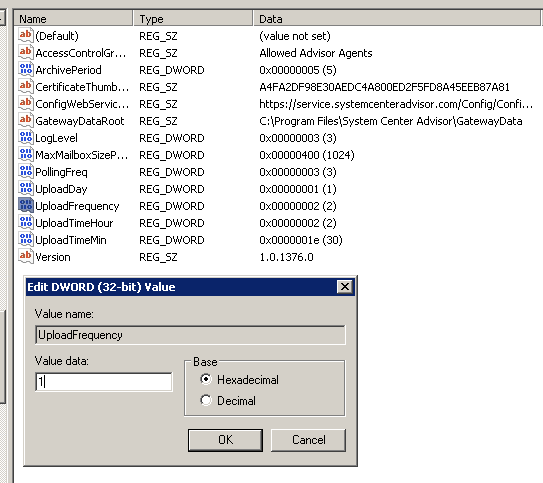 Name Type Data
(Default) REG_SZ (value not set)
AccessControlGr... REG_SZ Allowed Advisor Agents
ArchivePeriod REG_DWORD 0x00000005 (5)
CertificateThumb... REG_SZ A4FA2DF98E30AEDC4A800ED2F5FD8A45EEB87A81
ConfigWebServic... REG_SZ https://service.systemcenteradvisor.com/Config/Confi...
GatewayDataRoot REG_SZ C:\Program Files\System Center Advisor\GatewayData
LogLevel REG_DWORD 0x00000003 (3)
MaxMailboxSizeP... REG_DWORD 0x00000400 (1024)
PollingFreq REG_DWORD 0x00000003 (3)
UploadDay REG_DWORD 0x00000001 (1)
UploadFrequency REG_DWORD 0x00000002 (2)
UploadTimeHour REG_DWORD 0x00000002 (2)
UploadTimeMin REG_DWORD 0x0000001e (30)
Version REG_SZ 1.0.1376.0
Edit DWORD (32-bit) Value
Value name:
UploadFrequency
Value data:
1
Base
Hexadecimal
Decimal
OK Cancel